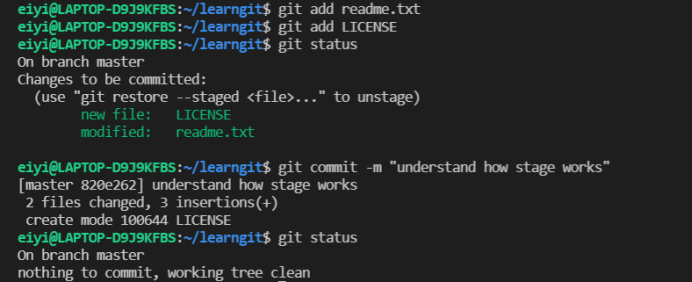 eiyi@LAPTOP-D9J9KFBS:~/learngit$ git add readme.txt
eiyi@LAPTOP-D9J9KFBS:~/learngit$ git add LICENSE
eiyi@LAPTOP-D9J9KFBS:~/learngit$ git status
On branch master
Changes to be committed:
  (use "git restore --staged <file>..." to unstage)
        new file:   LICENSE
        modified:   readme.txt

eiyi@LAPTOP-D9J9KFBS:~/learngit$ git commit -m "understand how stage works"
[master 820e262] understand how stage works
 2 files changed, 3 insertions(+)
 create mode 100644 LICENSE
eiyi@LAPTOP-D9J9KFBS:~/learngit$ git status
On branch master
nothing to commit, working tree clean